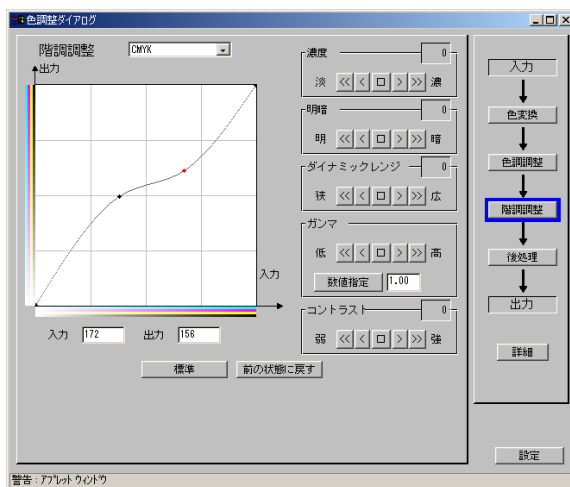 色調整ダイアログ
階調調整 CMYK
出力
入力
入力 172 出力 156
標準 前の状態に戻す
濃度 0
淡 << < □ > >> 濃
明暗 0
明 << < □ > >> 暗
ダイナミックレンジ 0
狭 << < □ > >> 広
ガンマ
低 << < □ > >> 高
数値指定 1.00
コントラスト 0
弱 << < □ > >> 強
入力
色変換
色調調整
階調調整
後処理
出力
詳細
設定
警告 : アプレット ウィンドウ